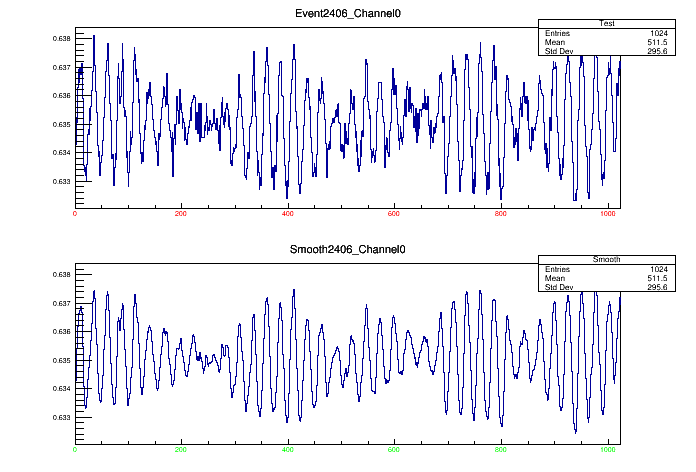 Event2406_Channel0
Test
Entries 1024
Mean 511.5
Std Dev 295.6
0.638
0.637
0.636
0.635
0.634
0.633
0 200 400 600 800 1000
Smooth2406_Channel0
Smooth
Entries 1024
Mean 511.5
Std Dev 295.6
0.638
0.637
0.636
0.635
0.634
0.633
0 200 400 600 800 1000